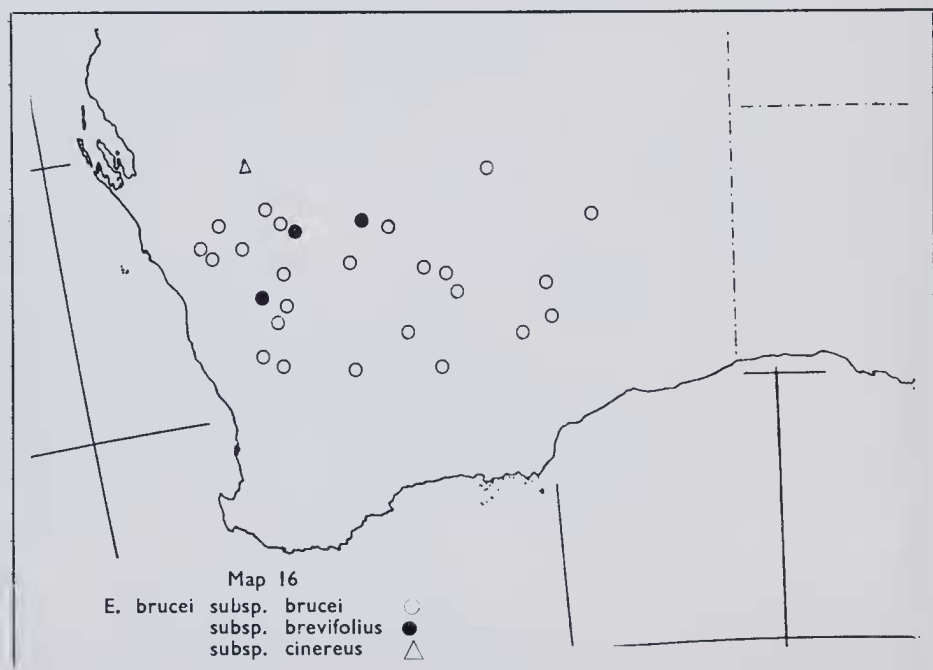 Map 16
E. brucei subsp. brucei
subsp. brevifolius
subsp. cinereus